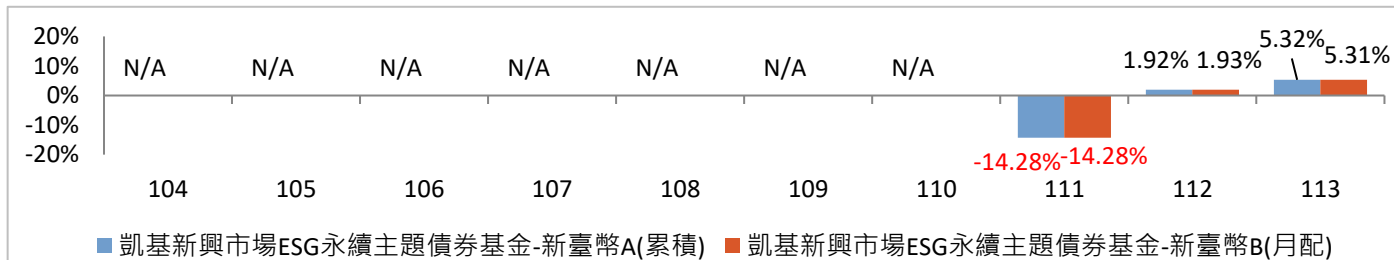 20%
10%
0%
-10%
-20%
N/A N/A N/A N/A N/A N/A N/A
-14.28% -14.28%
1.92% 1.93%
5.32% 5.31%
104 105 106 107 108 109 110 111 112 113
凱基新興市場ESG永續主題債券基金-新臺幣A(累積) 凱基新興市場ESG永續主題債券基金-新臺幣B(月配)